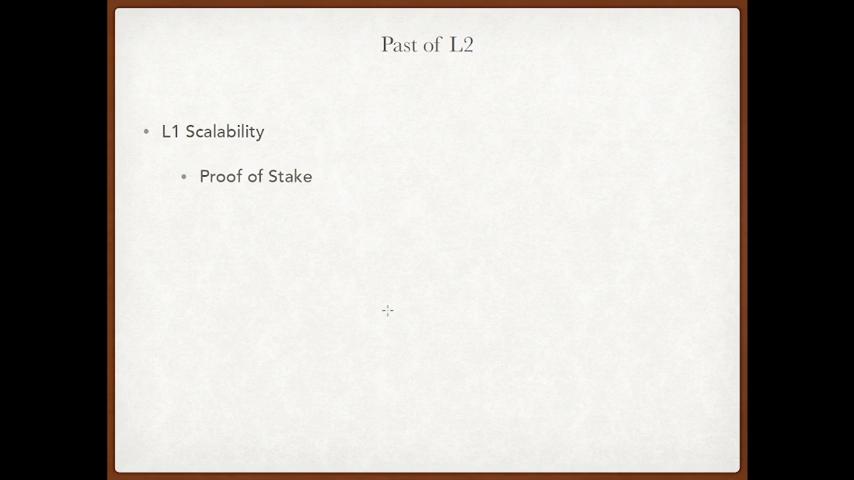 Past of L2
• L1 Scalability
• Proof of Stake